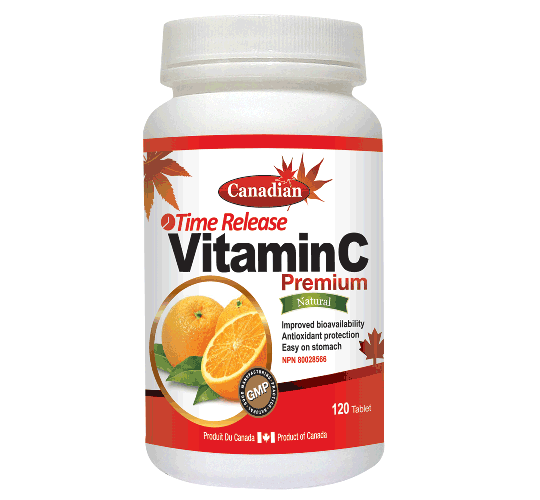 Canadian
Time Release
VitaminC
Premium
Natural
Improved bioavailability
Antioxidant protection
Easy on stomach
NPN 80028566
GMP
120 Tablet
Produit Du Canada Product of Canada